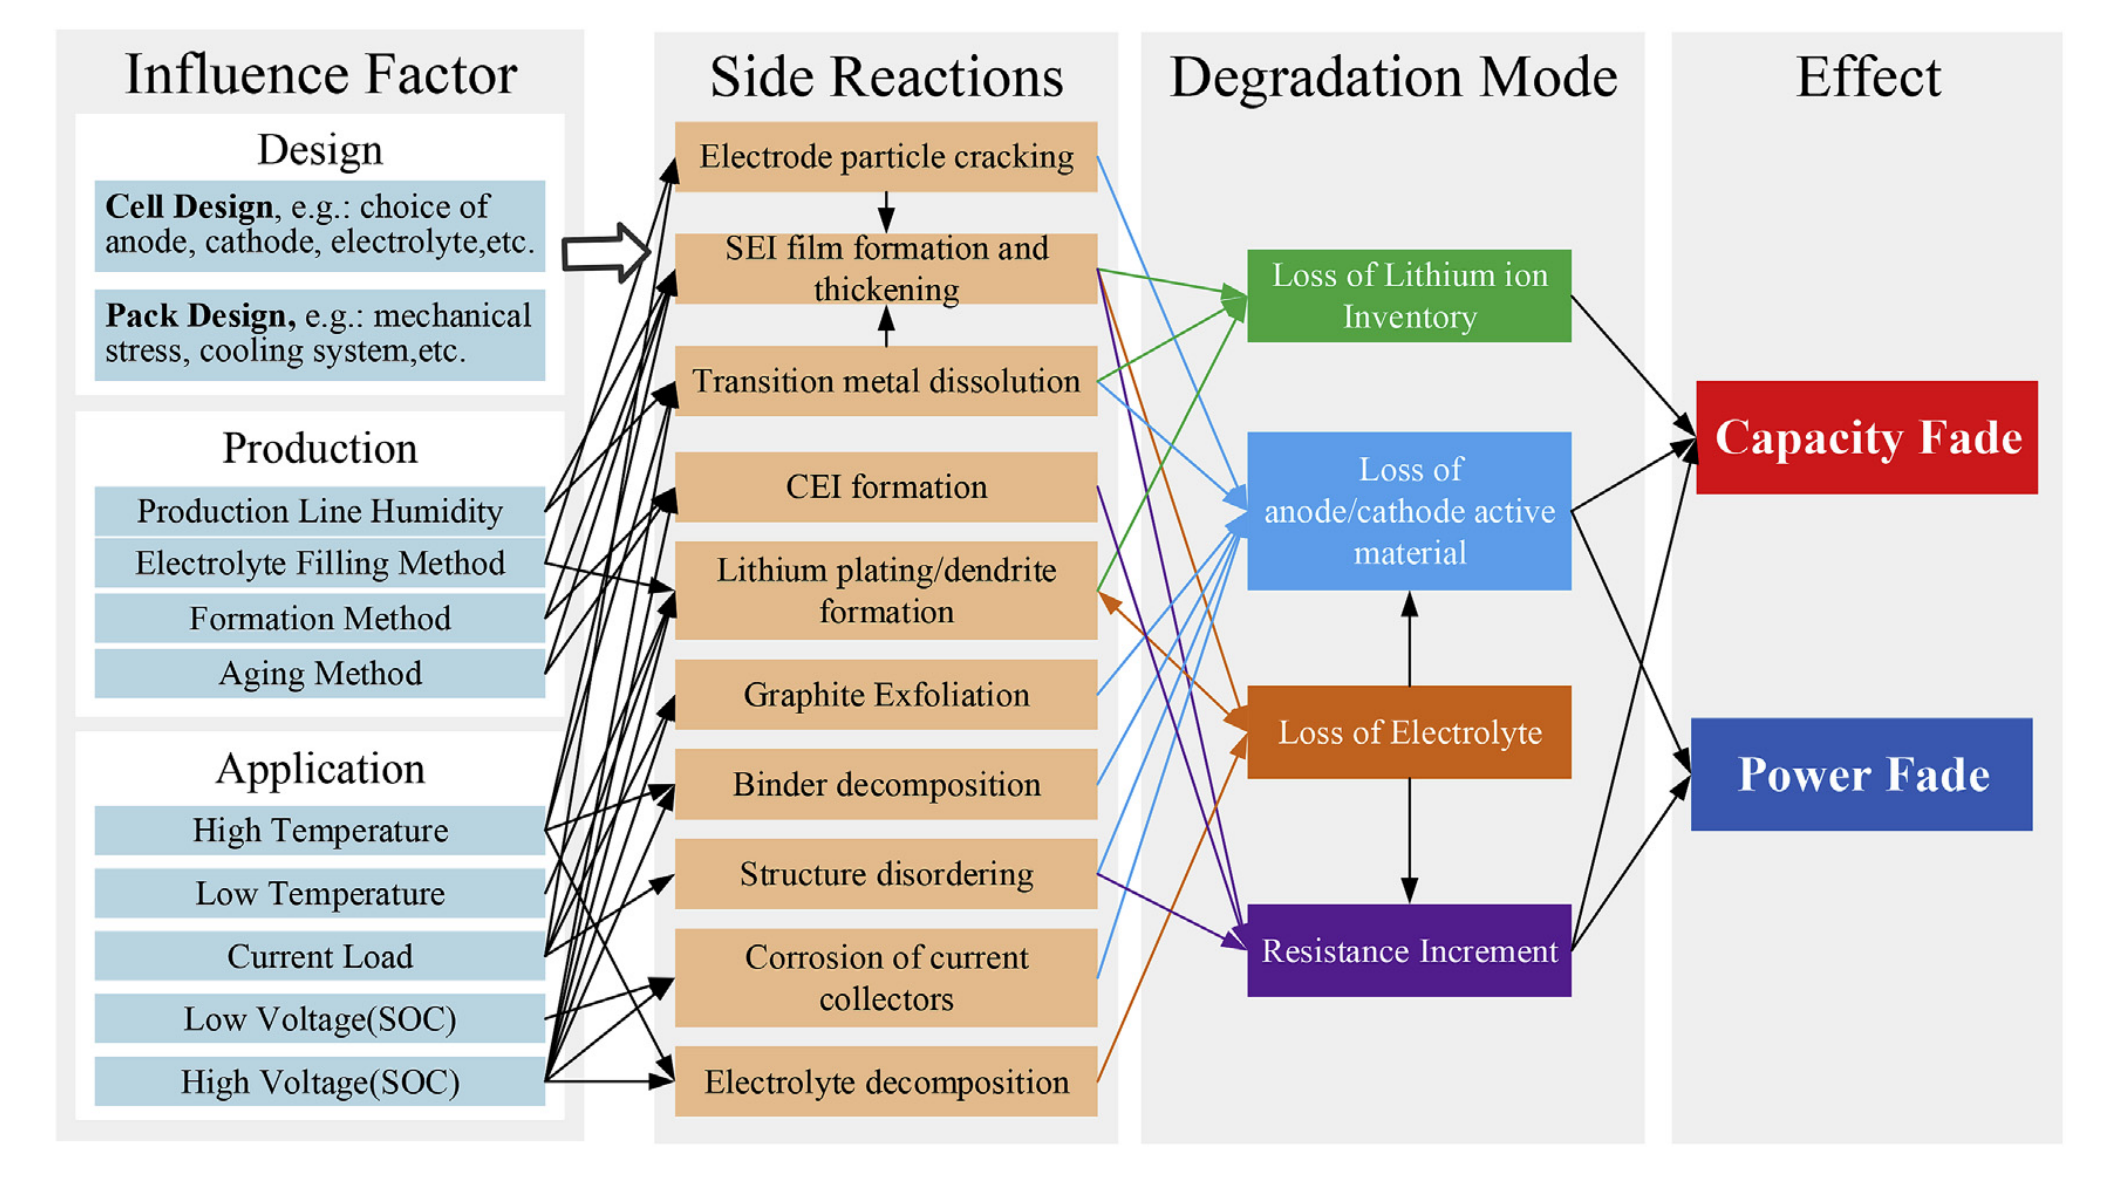 Influence Factor
Design
Cell Design, e.g.: choice of
anode, cathode, electrolyte,etc.
Pack Design, e.g.: mechanical
stress, cooling system,etc.
Production
Production Line Humidity
Electrolyte Filling Method
Formation Method
Aging Method
Application
High Temperature
Low Temperature
Current Load
Low Voltage(SOC)
High Voltage(SOC)
Side Reactions
Electrode particle cracking
SEI film formation and
thickening
Transition metal dissolution
CEI formation
Lithium plating/dendrite
formation
Graphite Exfoliation
Binder decomposition
Structure disordering
Corrosion of current
collectors
Electrolyte decomposition
Degradation Mode
Loss of Lithium ion
Inventory
Loss of
anode/cathode active
material
Loss of Electrolyte
Resistance Increment
Effect
Capacity Fade
Power Fade